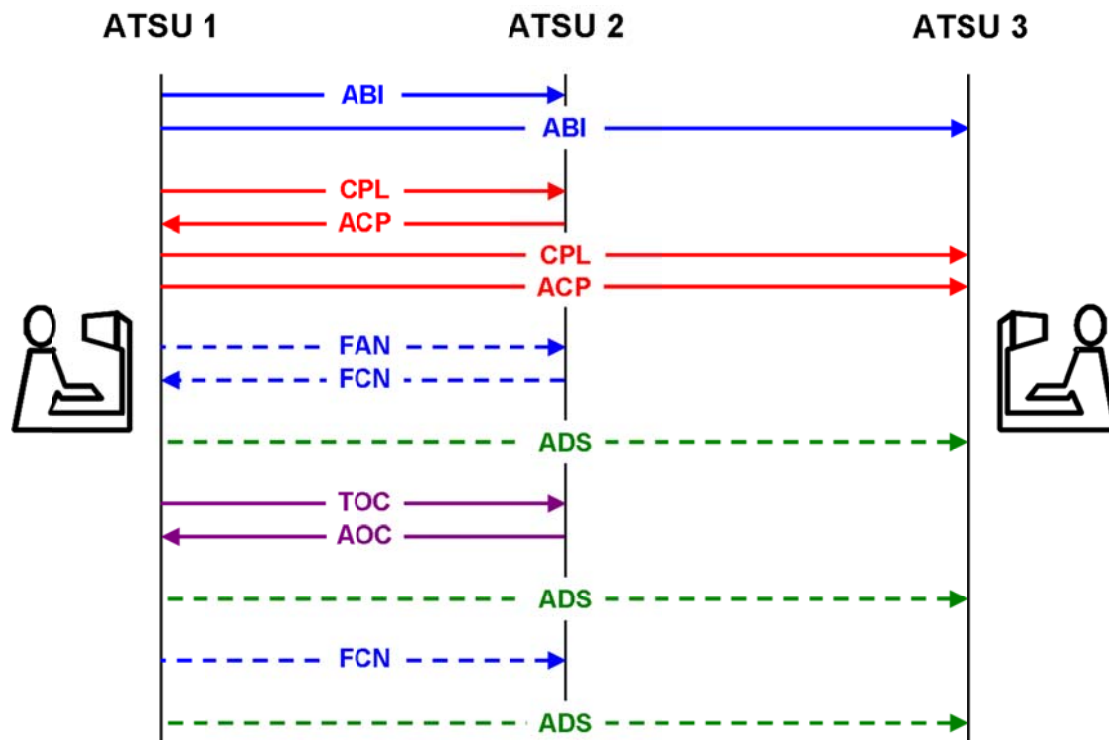 ATSU 1 ATSU 2 ATSU 3
ABI
ABI
CPL
ACP
CPL
ACP
FAN
FCN
ADS
TOC
AOC
ADS
FCN
ADS